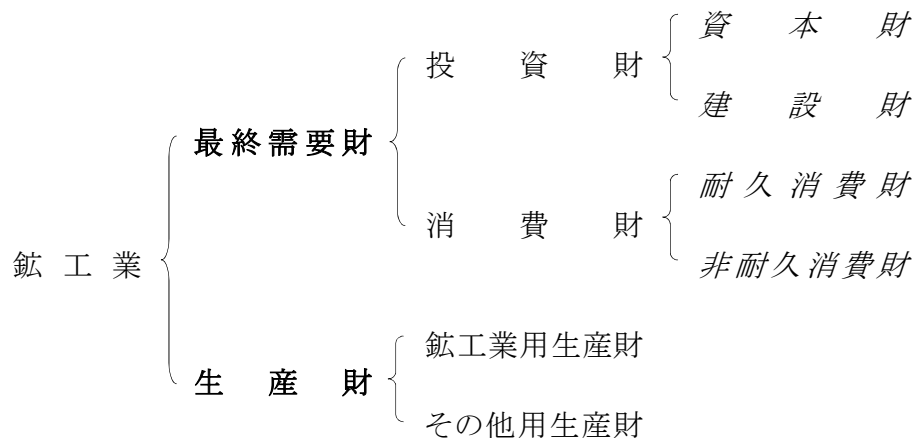 鉱工業
最終需要財
投資財
資本財
建設財
消費財
耐久消費財
非耐久消費財
生産財
鉱工業用生産財
その他用生産財